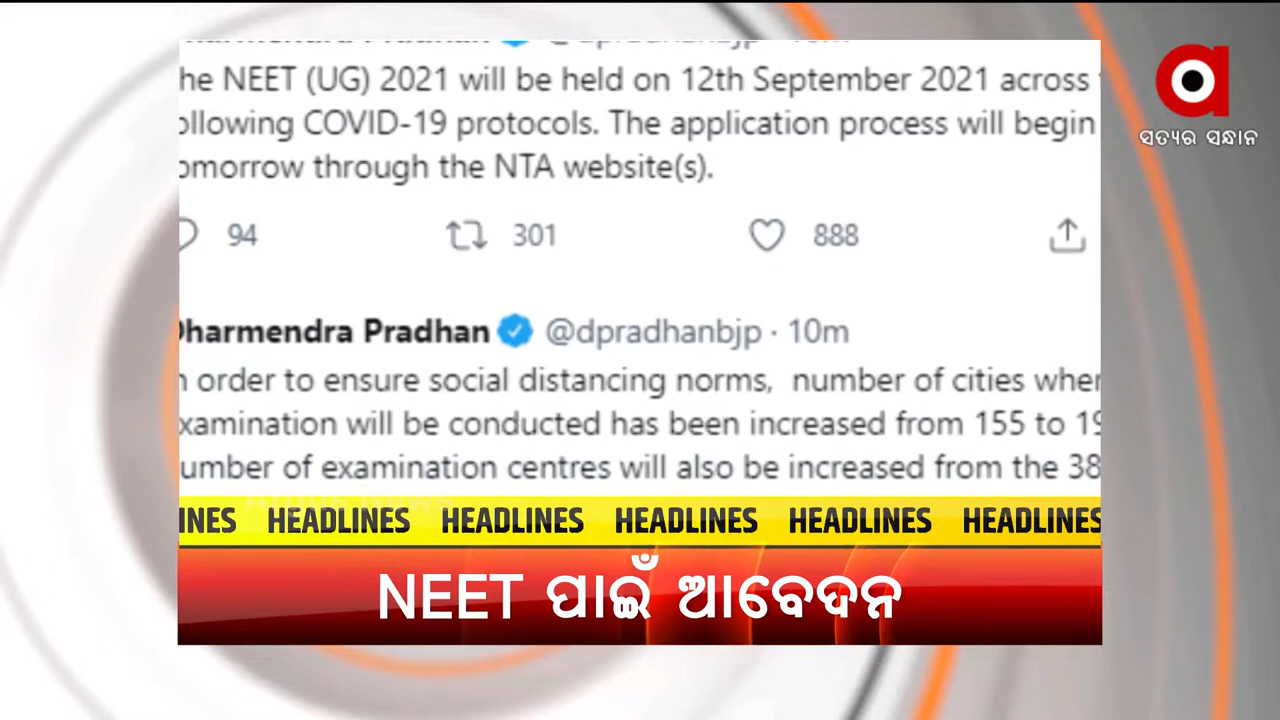 he NEET (UG) 2021 will be held on 12th September 2021 across
ollowing COVID-19 protocols. The application process will begin
omorrow through the NTA website(s).
94 301 888
Dharmendra Pradhan @dpradhanbjp · 10m
n order to ensure social distancing norms, number of cities wher
xamination will be conducted has been increased from 155 to 19
umber of examination centres will also be increased from the 38
INES HEADLINES HEADLINES HEADLINES HEADLINES HEADLINES
NEET ପାଇଁ ଆବେଦନ
ସତ୍ୟର ସନ୍ଧାନ